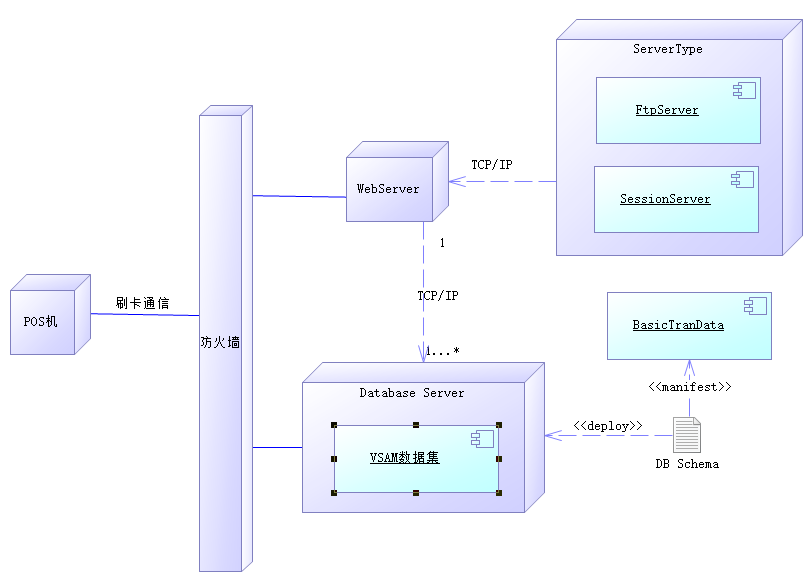 ServerType
FtpServer
TCP/IP
WebServer
SessionServer
1
TCP/IP
刷卡通信
POS机
防火墙
BasicTranData
1...*
Database Server
<<manifest>>
<<deploy>>
VSAM数据集
DB Schema